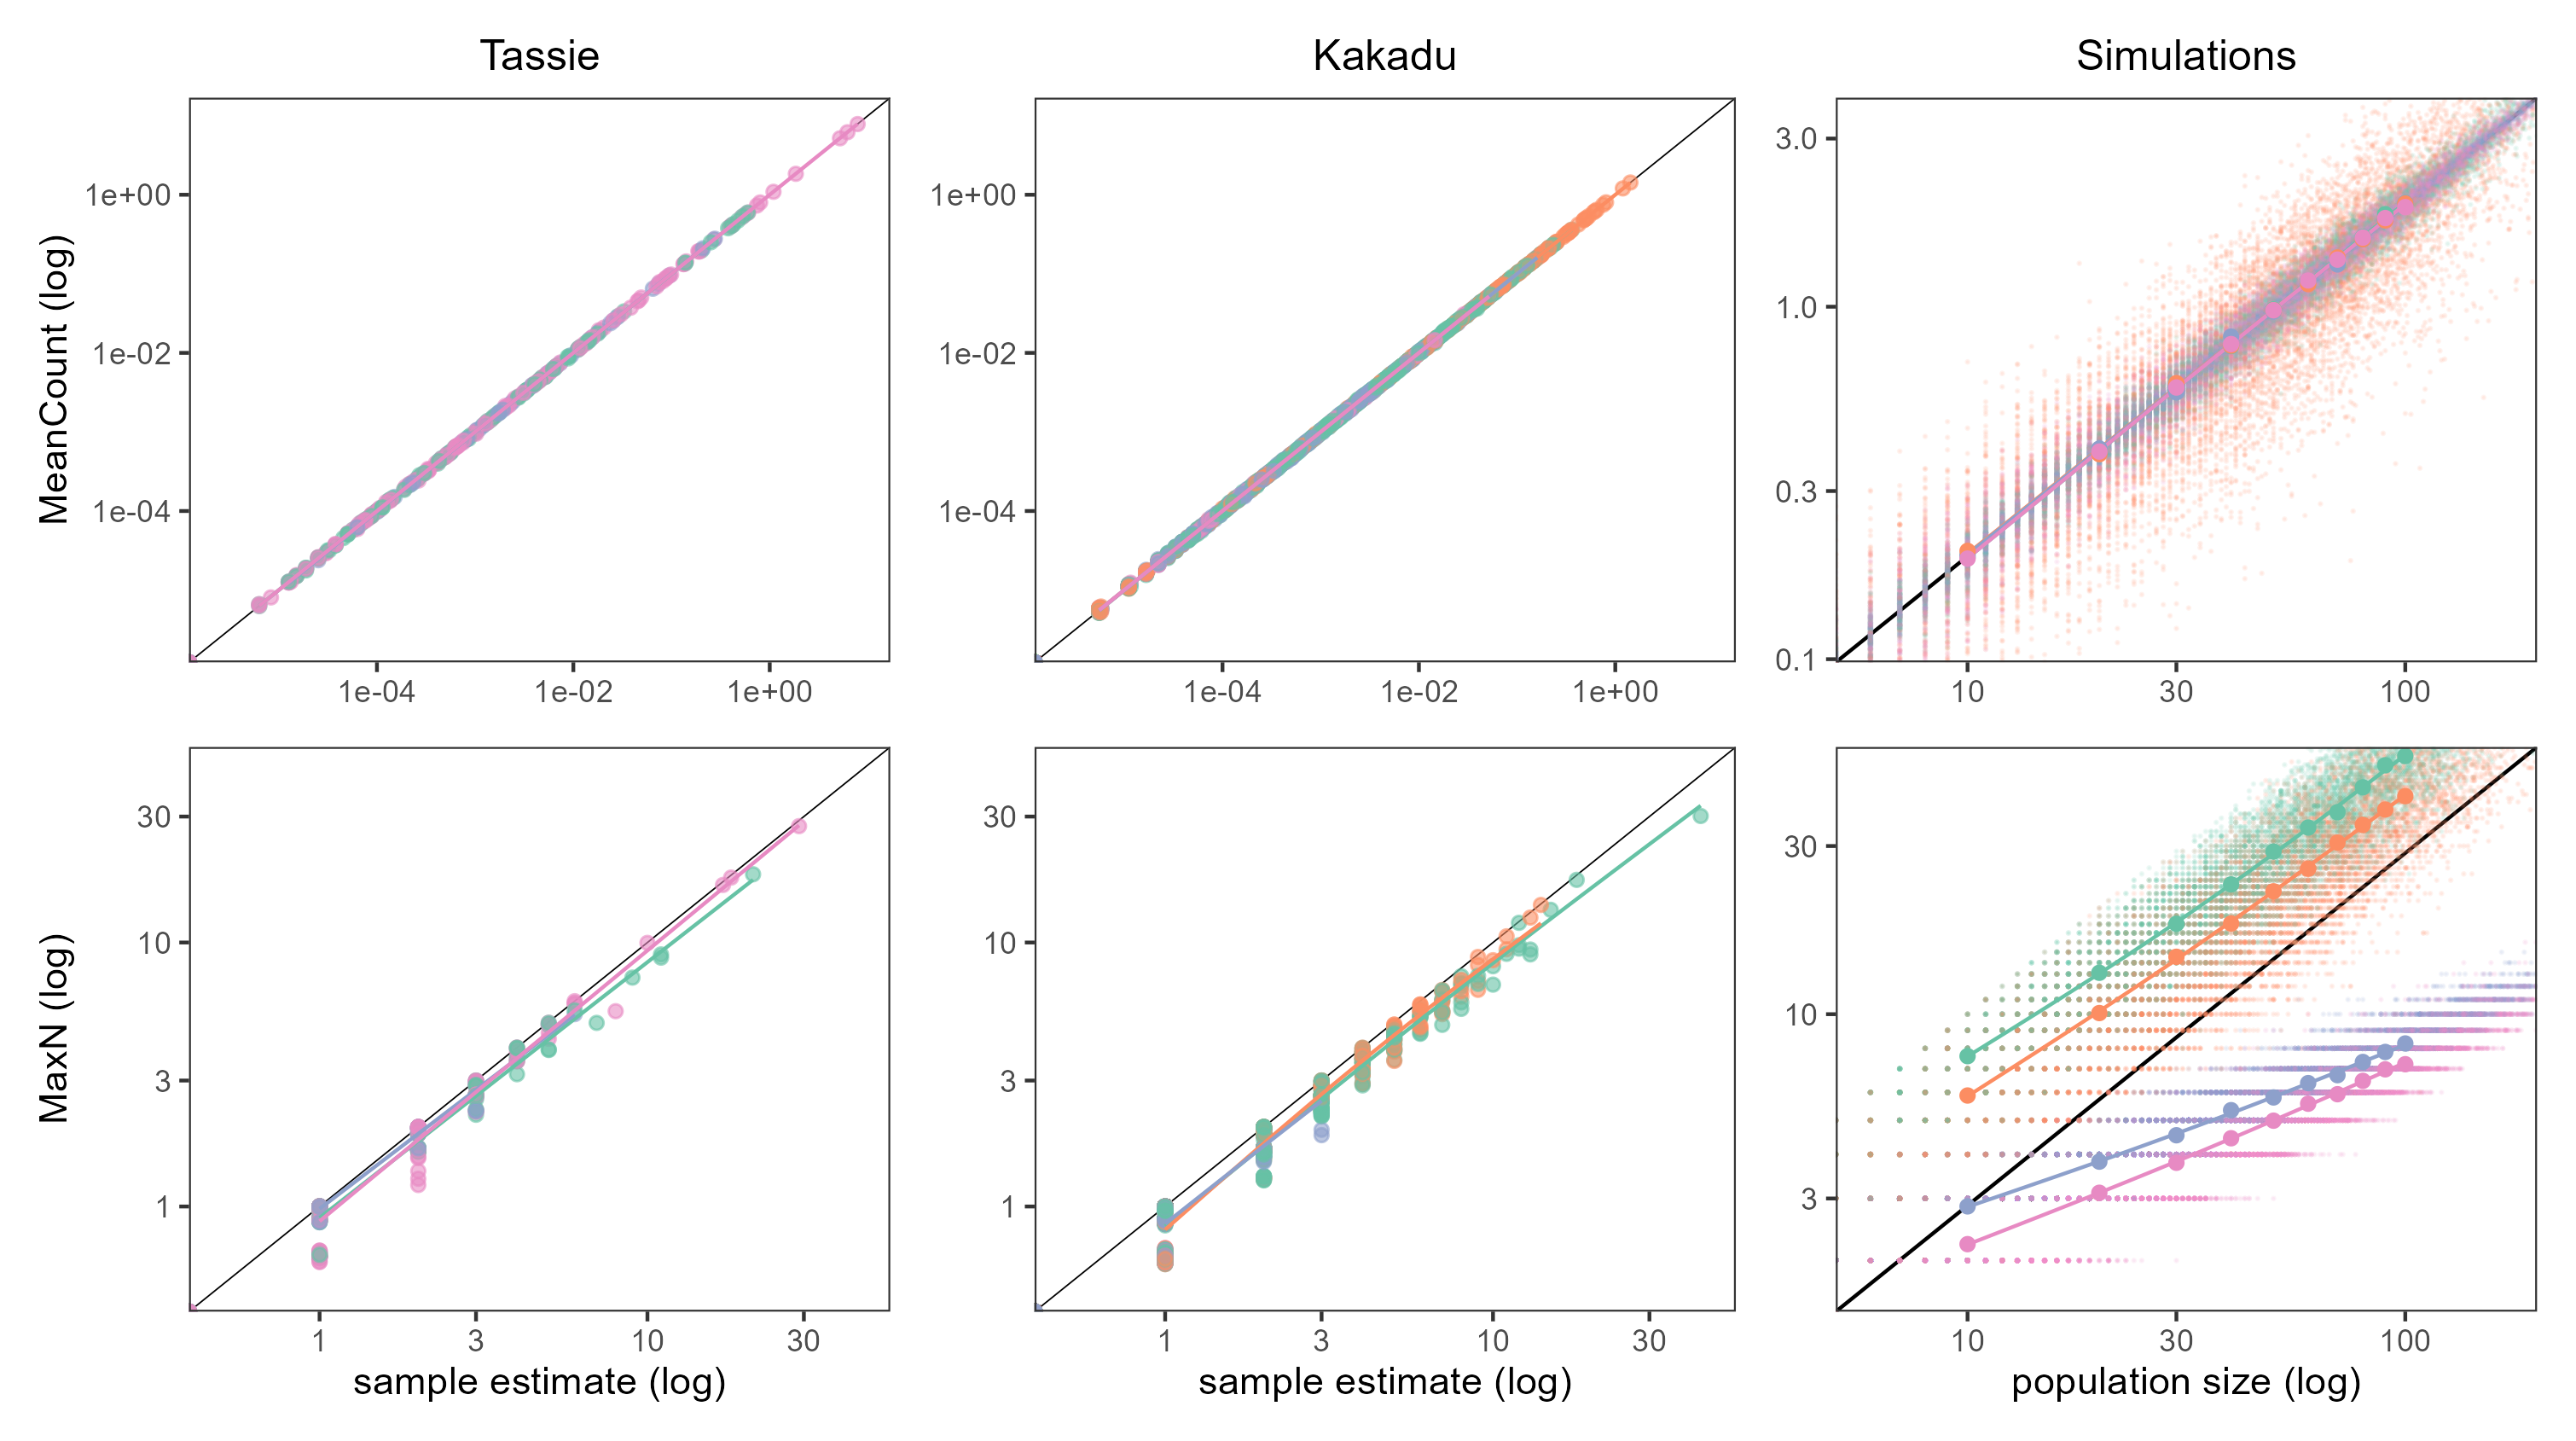 Tassie Kakadu Simulations
MeanCount (log)
1e+00
1e-02
1e-04
1e-04 1e-02 1e+00
1e+00
1e-02
1e-04
1e-04 1e-02 1e+00
3.0
1.0
0.3
0.1
10 30 100
MaxN (log)
30
10
3
1
1 3 10 30
sample estimate (log)
30
10
3
1
1 3 10 30
sample estimate (log)
30
10
3
10 30 100
population size (log)